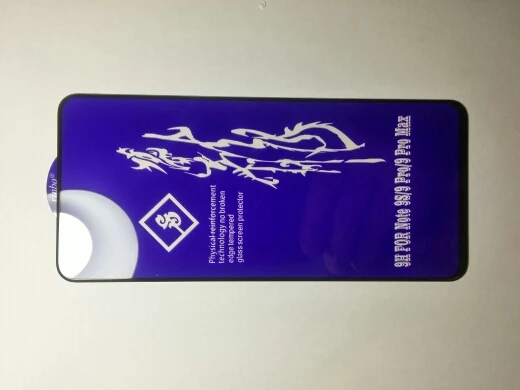 Physical-reinforcement
technology no broken
edge tempered
glass screen protector
9H FOR Note 9S/9 Pro/9 Pro Max